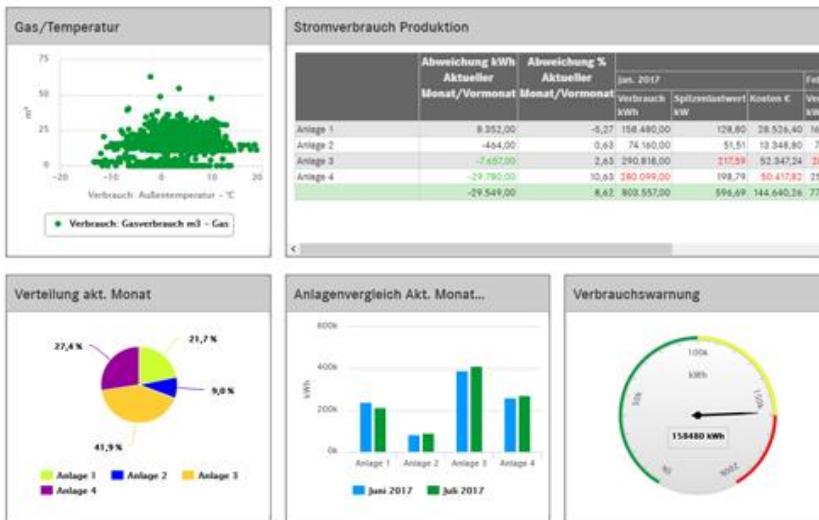 Gas/Temperatur
75
50
25
0
m³
-20 -10 0 10 20
Verbrauch: Außentemperatur - °C
Verbrauch: Gasverbrauch m3 - Gas
Stromverbrauch Produktion
Abweichung kWh Aktueller Monat/Vormonat
Abweichung % Aktueller Monat/Vormonat
Jan. 2017
Verbrauch kWh Spitzenlastwert kW Kosten €
Anlage 1 8.352,00 -5,27 158.480,00 128,80 28.526,40
Anlage 2 -464,00 0,63 74.160,00 51,51 13.348,80
Anlage 3 -7.657,00 2,63 290.818,00 217,59 52.347,24
Anlage 4 -29.780,00 10,63 280.099,00 198,79 50.417,82
-29.549,00 8,62 803.557,00 596,69 144.640,26
Verteilung akt. Monat
27,4 % 21,7 %
9,0 %
41,9 %
Anlage 1 Anlage 2 Anlage 3
Anlage 4
Anlagenvergleich Akt. Monat...
600k
400k
200k
0k
kWh
Anlage 1 Anlage 2 Anlage 3 Anlage 4
Juni 2017 Juli 2017
Verbrauchswarnung
100k
kWh
50k 150k
158480 kWh
0k 200k